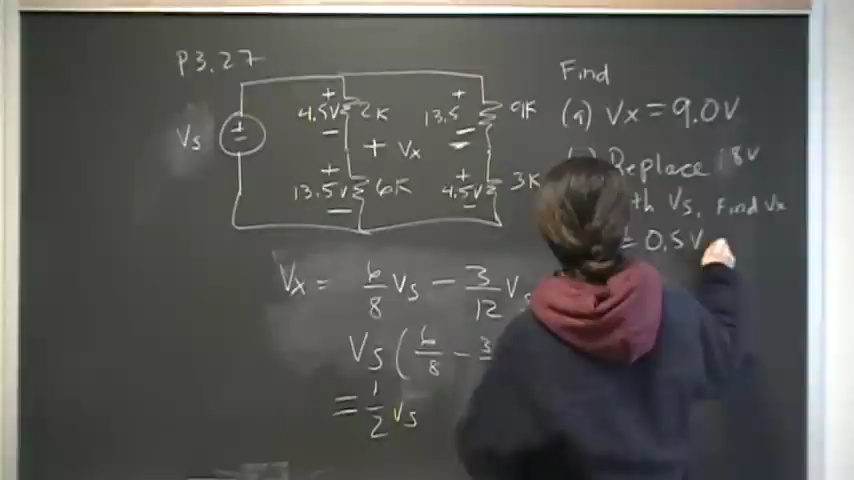 P3.27
Find
(a) Vx = 9.0V
Replace 18V
th Vs, Find Vx
= 0.5V
Vs
+
-
+ 4.5V - 2K
+ 13.5 - 9K
+ Vx -
+ 13.5V - 6K
+ 4.5V - 3K
Vx = 6/8 Vs - 3/12 Vs
Vs ( 6/8 - 3
= 1/2 Vs